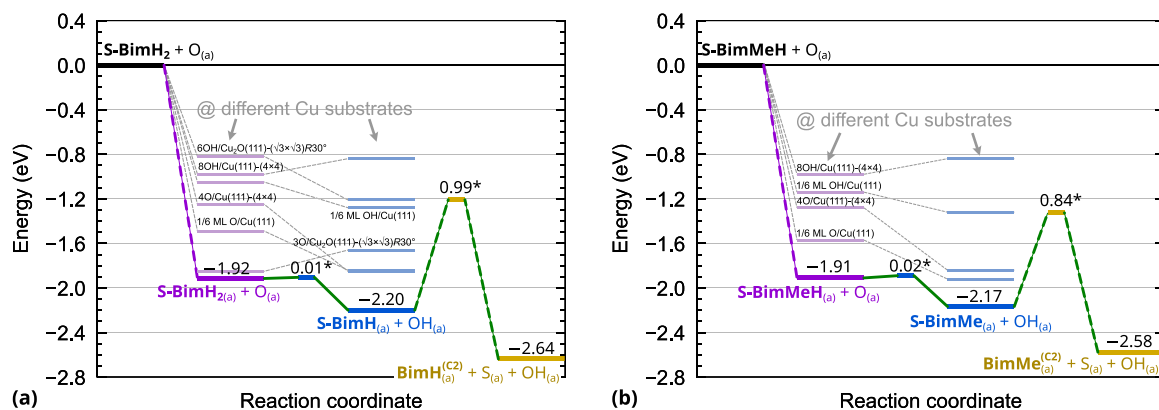 0.4
0.0
−0.4
−0.8
−1.2
−1.6
−2.0
−2.4
−2.8
Energy (eV)
S-BimH₂ + O₍ₐ₎
@ different Cu substrates
6OH/Cu₂O(111)-(√3×√3)R30°
8OH/Cu(111)-(4×4)
4O/Cu(111)-(4×4)
1/6 ML OH/Cu(111)
1/6 ML O/Cu(111)
3O/Cu₂O(111)-(√3×√3)R30°
0.99*
−1.92
0.01*
S-BimH₂₍ₐ₎ + O₍ₐ₎
−2.20
S-BimH₍ₐ₎ + OH₍ₐ₎
−2.64
BimH₍ₐ₎^(C2) + S₍ₐ₎ + OH₍ₐ₎
(a)
Reaction coordinate
0.4
0.0
−0.4
−0.8
−1.2
−1.6
−2.0
−2.4
−2.8
Energy (eV)
S-BimMeH + O₍ₐ₎
@ different Cu substrates
8OH/Cu(111)-(4×4)
1/6 ML OH/Cu(111)
4O/Cu(111)-(4×4)
1/6 ML O/Cu(111)
0.84*
−1.91
0.02*
S-BimMeH₍ₐ₎ + O₍ₐ₎
−2.17
S-BimMe₍ₐ₎ + OH₍ₐ₎
−2.58
BimMe₍ₐ₎^(C2) + S₍ₐ₎ + OH₍ₐ₎
(b)
Reaction coordinate